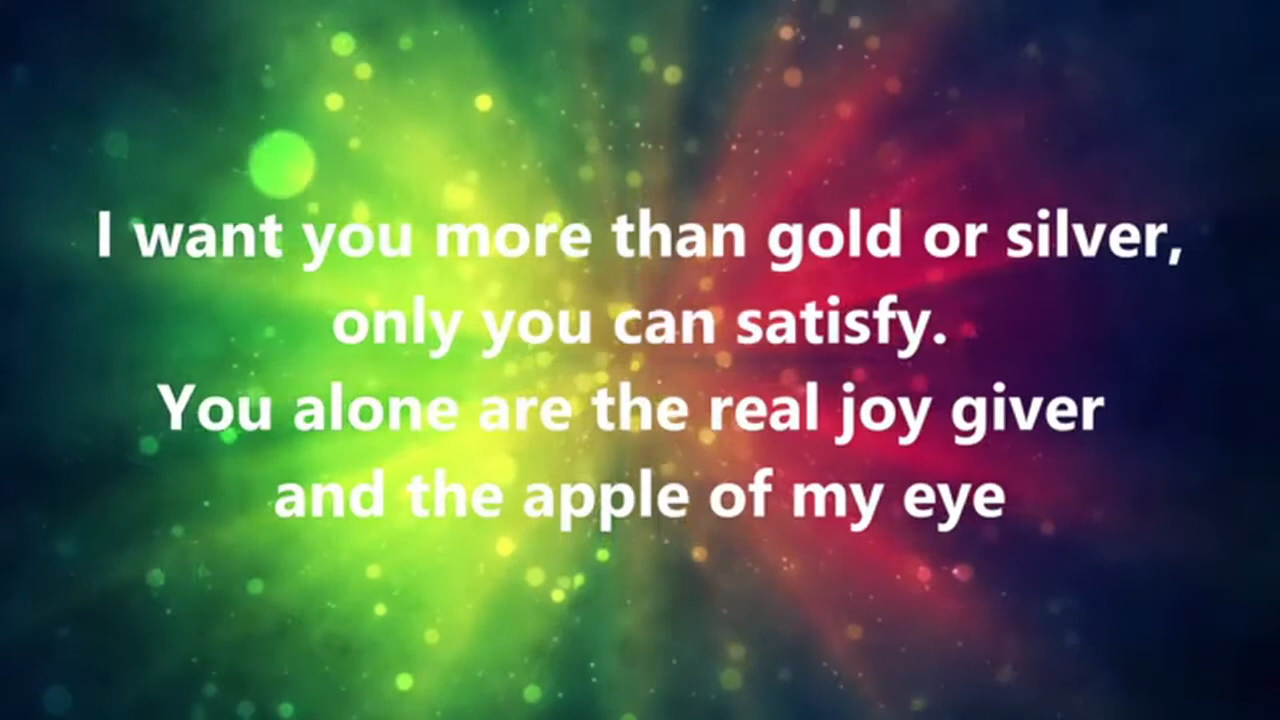 I want you more than gold or silver,
only you can satisfy.
You alone are the real joy giver
and the apple of my eye